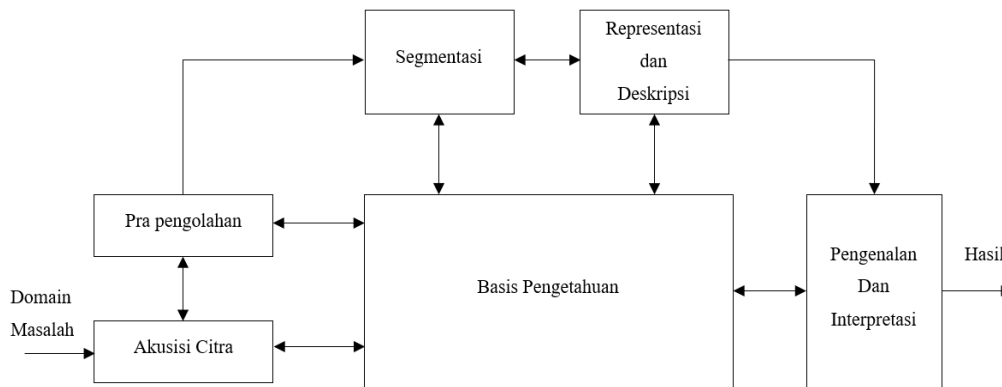 Segmentasi
Representasi
dan
Deskripsi
Pra pengolahan
Basis Pengetahuan
Pengenalan
Dan
Interpretasi
Hasil
Domain
Masalah
Akusisi Citra